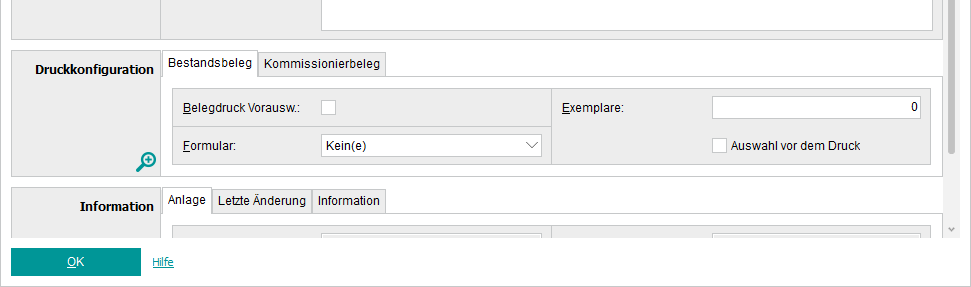 Druckkonfiguration
Bestandsbeleg Kommissionierbeleg
Belegdruck Vorausw.: Exemplare: 0
Formular: Kein(e) Auswahl vor dem Druck
Information
Anlage Letzte Änderung Information
OK Hilfe